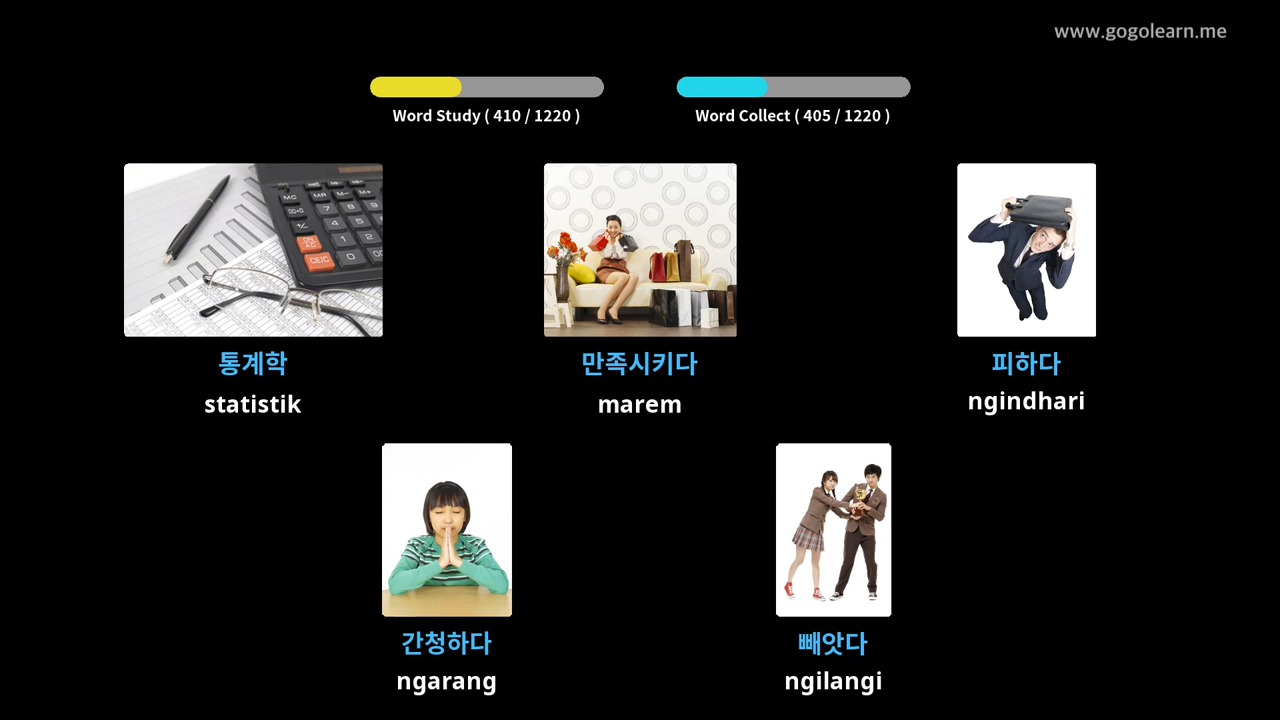 www.gogolearn.me
Word Study ( 410 / 1220 )
Word Collect ( 405 / 1220 )
통계학
statistik
만족시키다
marem
피하다
ngindhari
간청하다
ngarang
빼앗다
ngilangi